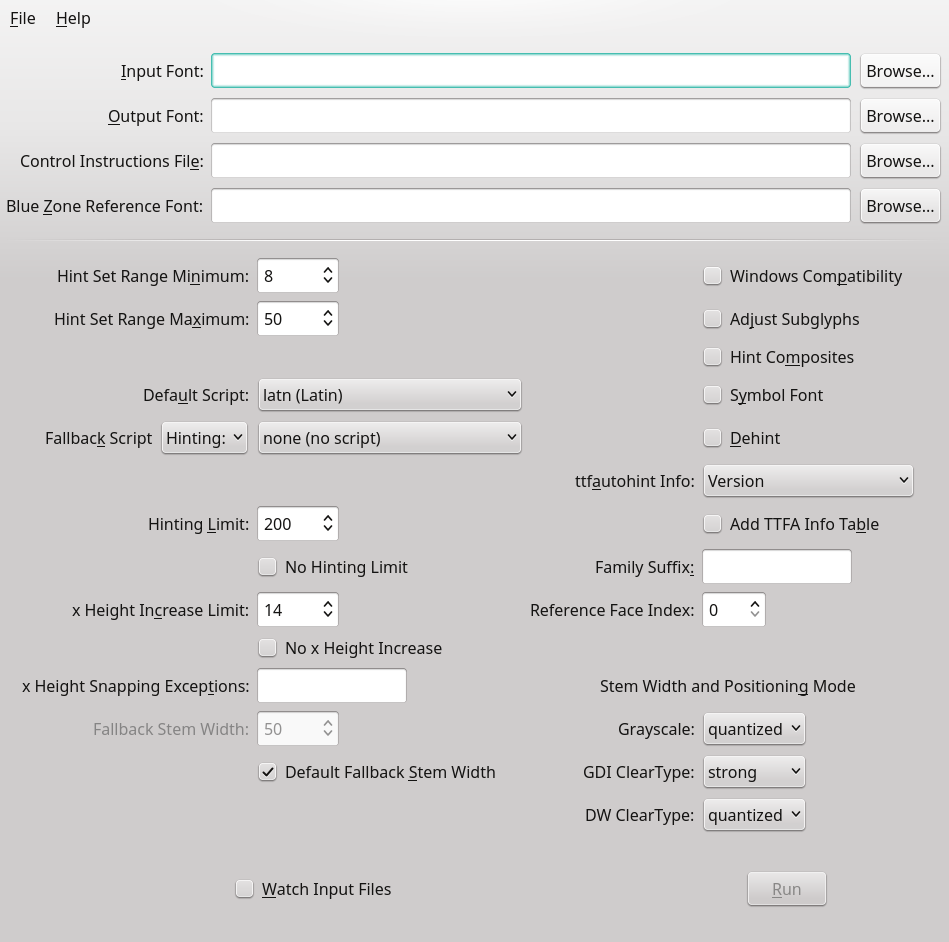 File Help
Input Font: Browse...
Output Font: Browse...
Control Instructions File: Browse...
Blue Zone Reference Font: Browse...
Hint Set Range Minimum: 8 Windows Compatibility
Hint Set Range Maximum: 50 Adjust Subglyphs
Hint Composites
Default Script: latn (Latin) Symbol Font
Fallback Script Hinting: none (no script) Dehint
ttfautohint Info: Version
Hinting Limit: 200 Add TTFA Info Table
No Hinting Limit Family Suffix:
x Height Increase Limit: 14 Reference Face Index: 0
No x Height Increase
x Height Snapping Exceptions: Stem Width and Positioning Mode
Fallback Stem Width: 50 Grayscale: quantized
Default Fallback Stem Width GDI ClearType: strong
DW ClearType: quantized
Watch Input Files Run